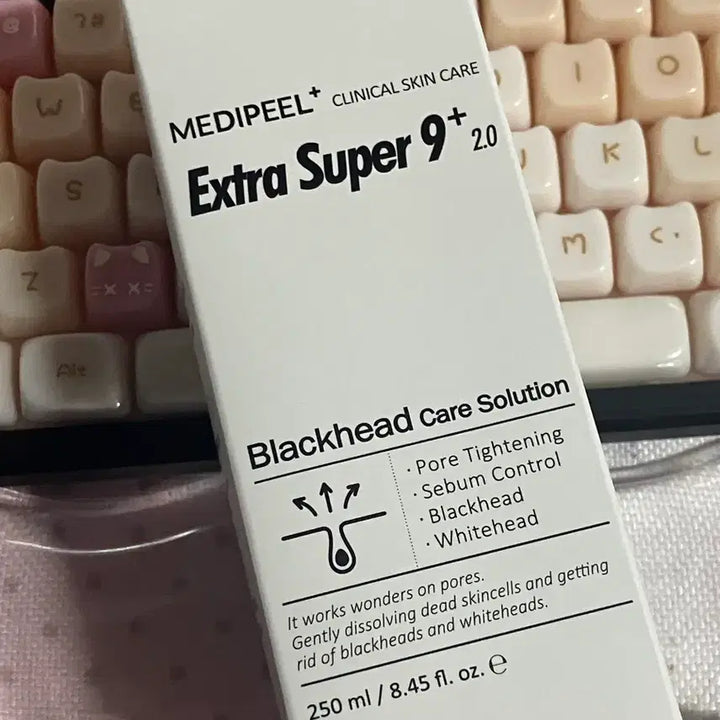 MEDIPEEL+ CLINICAL SKIN CARE
Extra Super 9+ 2.0
Blackhead Care Solution
· Pore Tightening
· Sebum Control
· Blackhead
· Whitehead
It works wonders on pores.
Gently dissolving dead skincells and getting
rid of blackheads and whiteheads.
250 ml / 8.45 fl. oz. ℮
W
I
O
S
K
L
Z
=x x=
M
<.
Alt